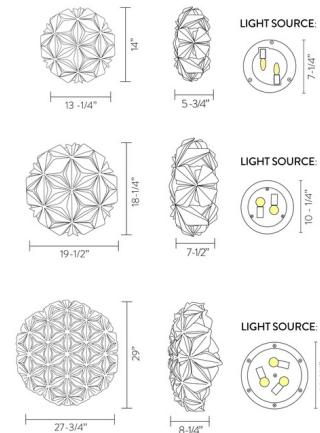 LIGHT SOURCE:
14"
7-1/4"
13 -1/4"
5 -3/4"
LIGHT SOURCE:
18-1/4"
10 - 1/4"
19-1/2"
7-1/2"
LIGHT SOURCE:
29"
27-3/4"
8-1/4"